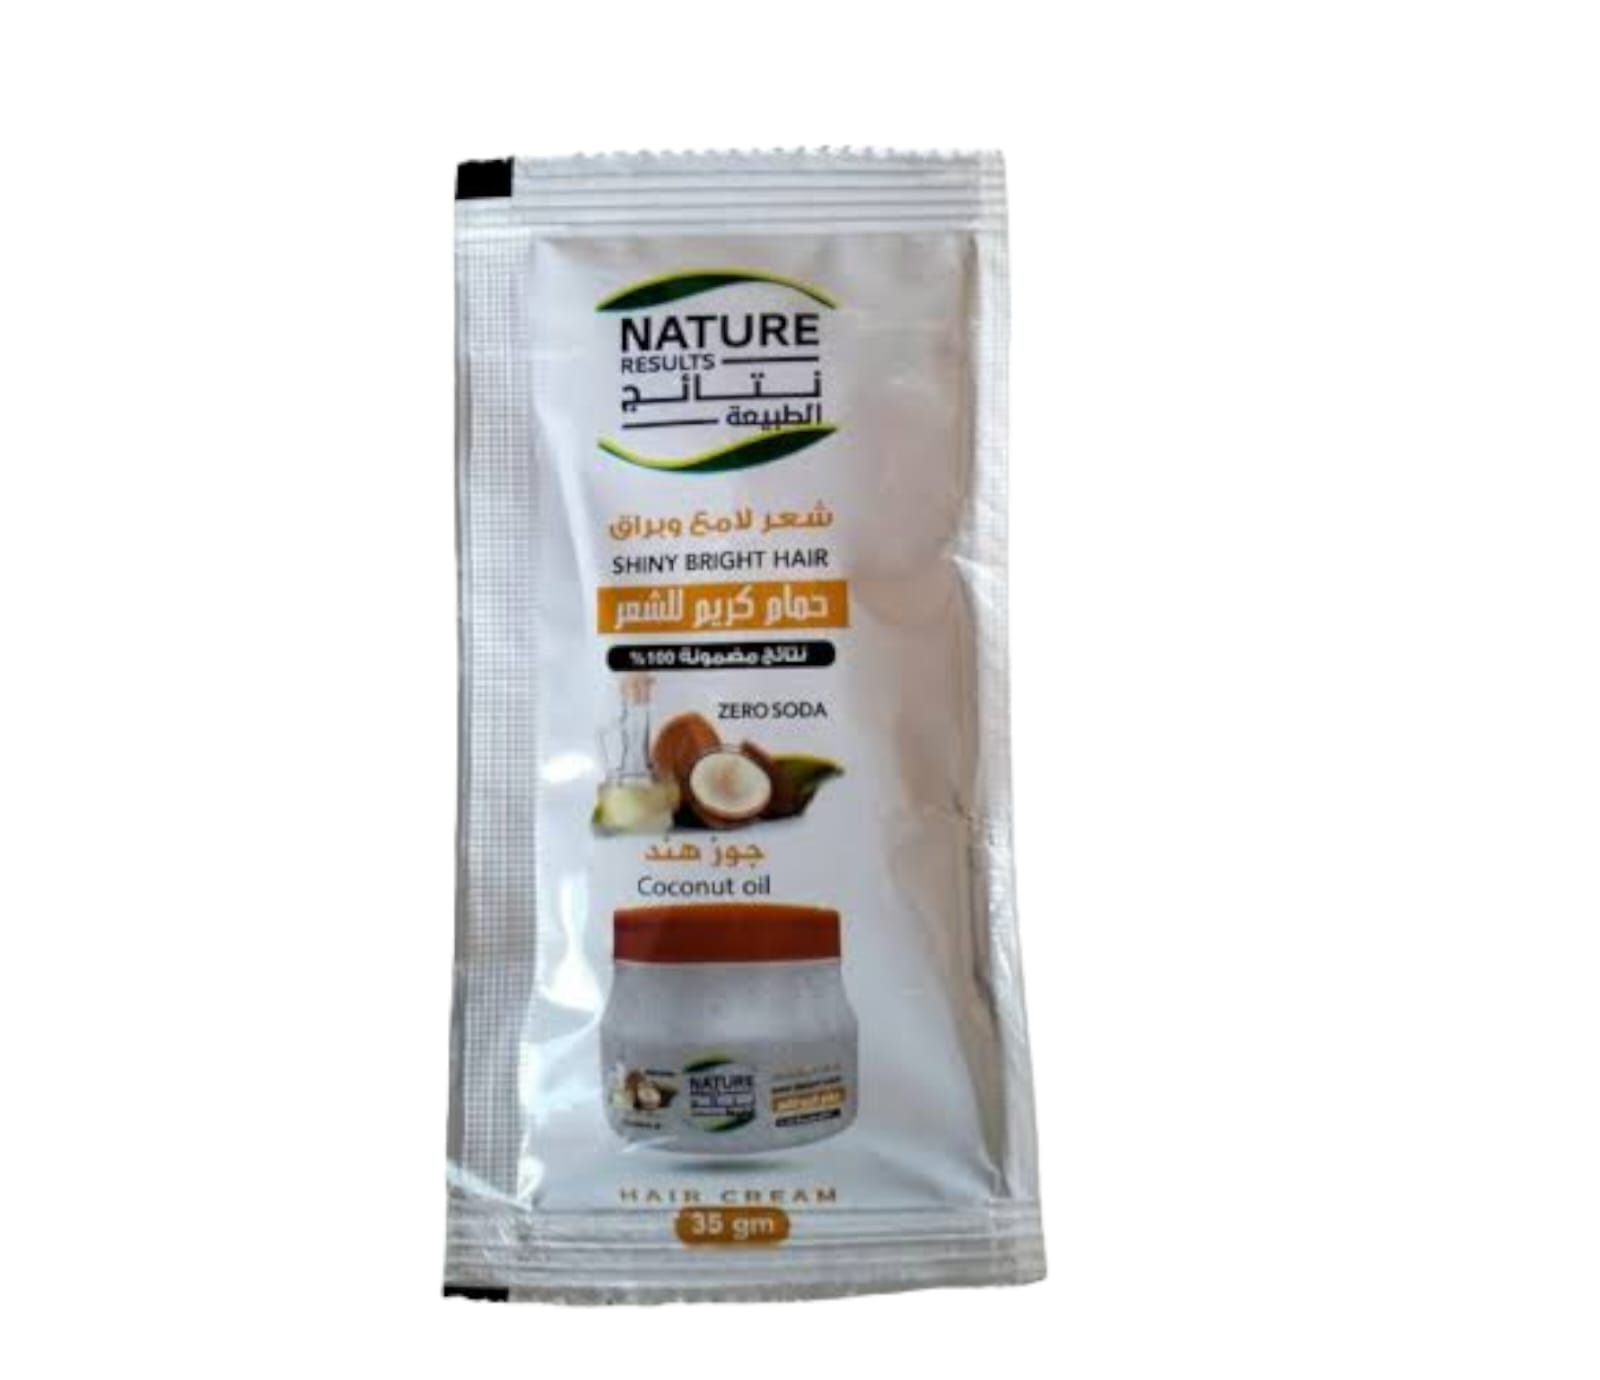 NATURE
RESULTS
نتائج
الطبيعة
شعر لامع وبراق
SHINY BRIGHT HAIR
حمام كريم للشعر
نتائج مضمونة 100%
ZERO SODA
جوز هند
Coconut oil
NATURE
HAIR CREAM
35 gm